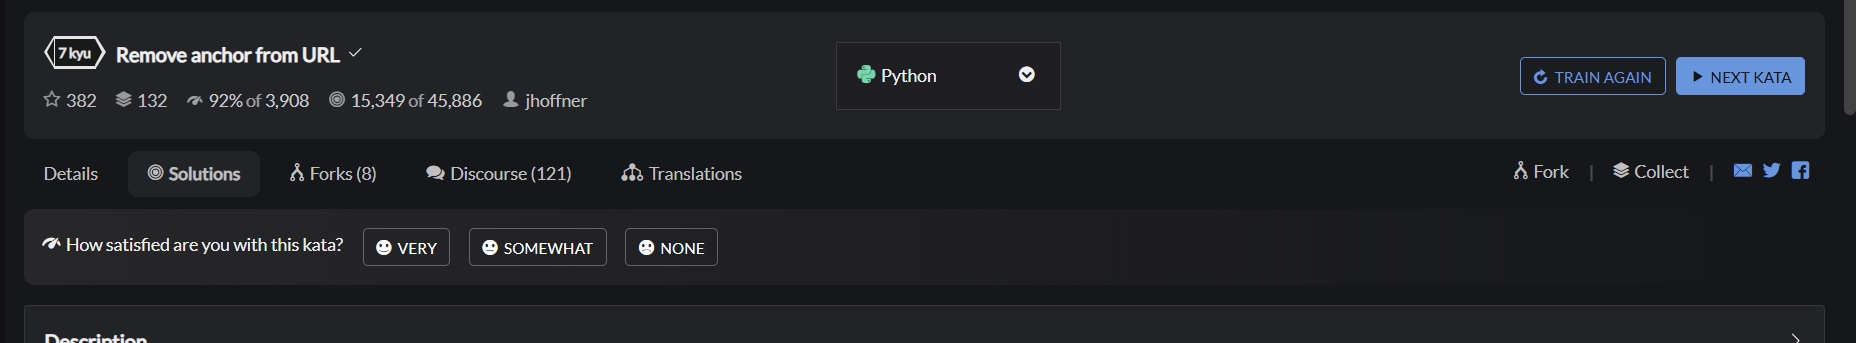 7 kyu Remove anchor from URL
382 132 92% of 3,908 15,349 of 45,886 jhoffner
Python
TRAIN AGAIN NEXT KATA
Details Solutions Forks (8) Discourse (121) Translations
Fork | Collect |
How satisfied are you with this kata? VERY SOMEWHAT NONE
Description